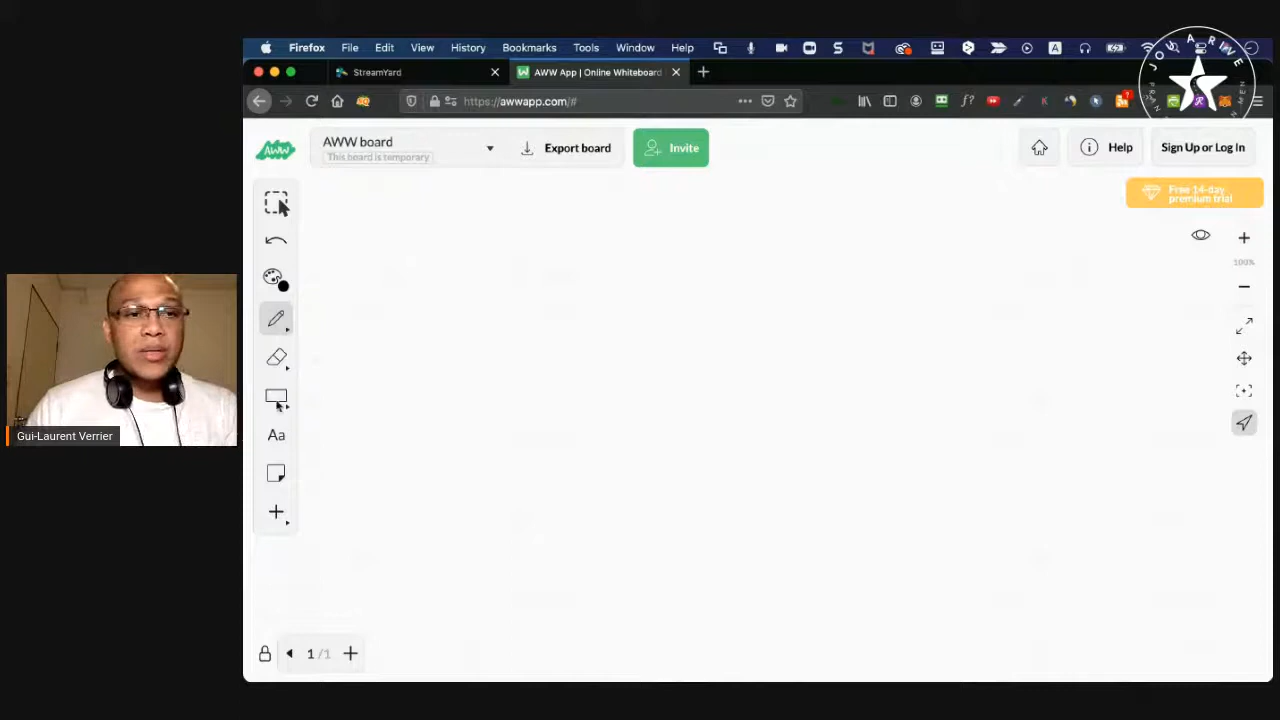 Firefox File Edit View History Bookmarks Tools Window Help
StreamYard
AWW App | Online Whiteboard
https://awwapp.com/#
AWW
AWW board
This board is temporary
Export board
Invite
Help
Sign Up or Log In
Free 14-day
premium trial
100%
Aa
1 /1
Gui-Laurent Verrier